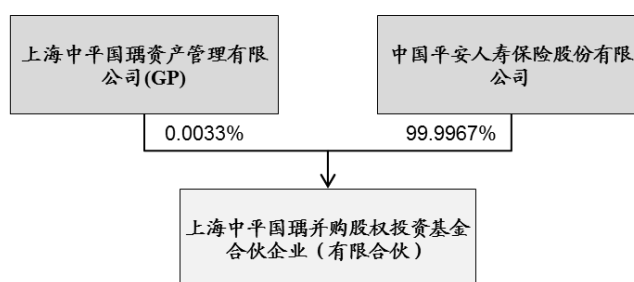 上海中平国瑀资产管理有限
公司(GP)
中国平安人寿保险股份有限
公司
0.0033%
99.9967%
上海中平国瑀并购股权投资基金
合伙企业（有限合伙）